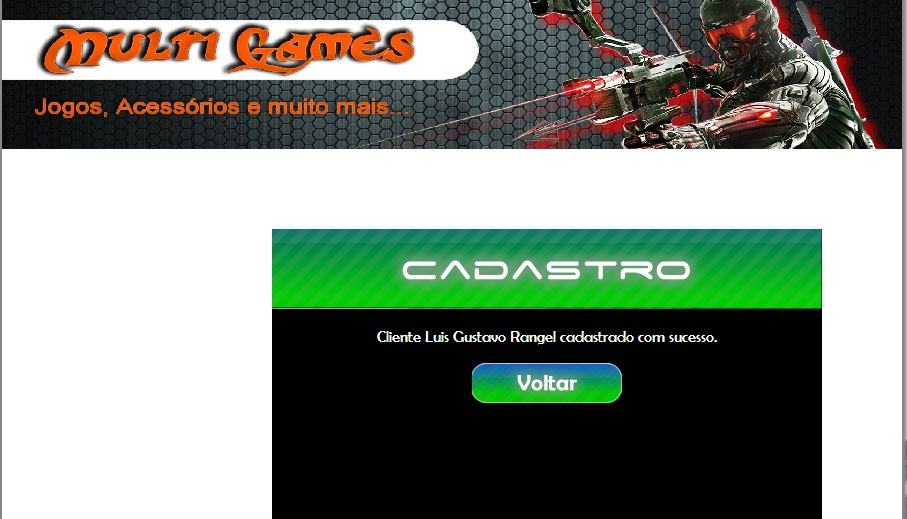 Multi Games
Jogos, Acessórios e muito mais...
CADASTRO
Cliente Luis Gustavo Rangel cadastrado com sucesso.
Voltar